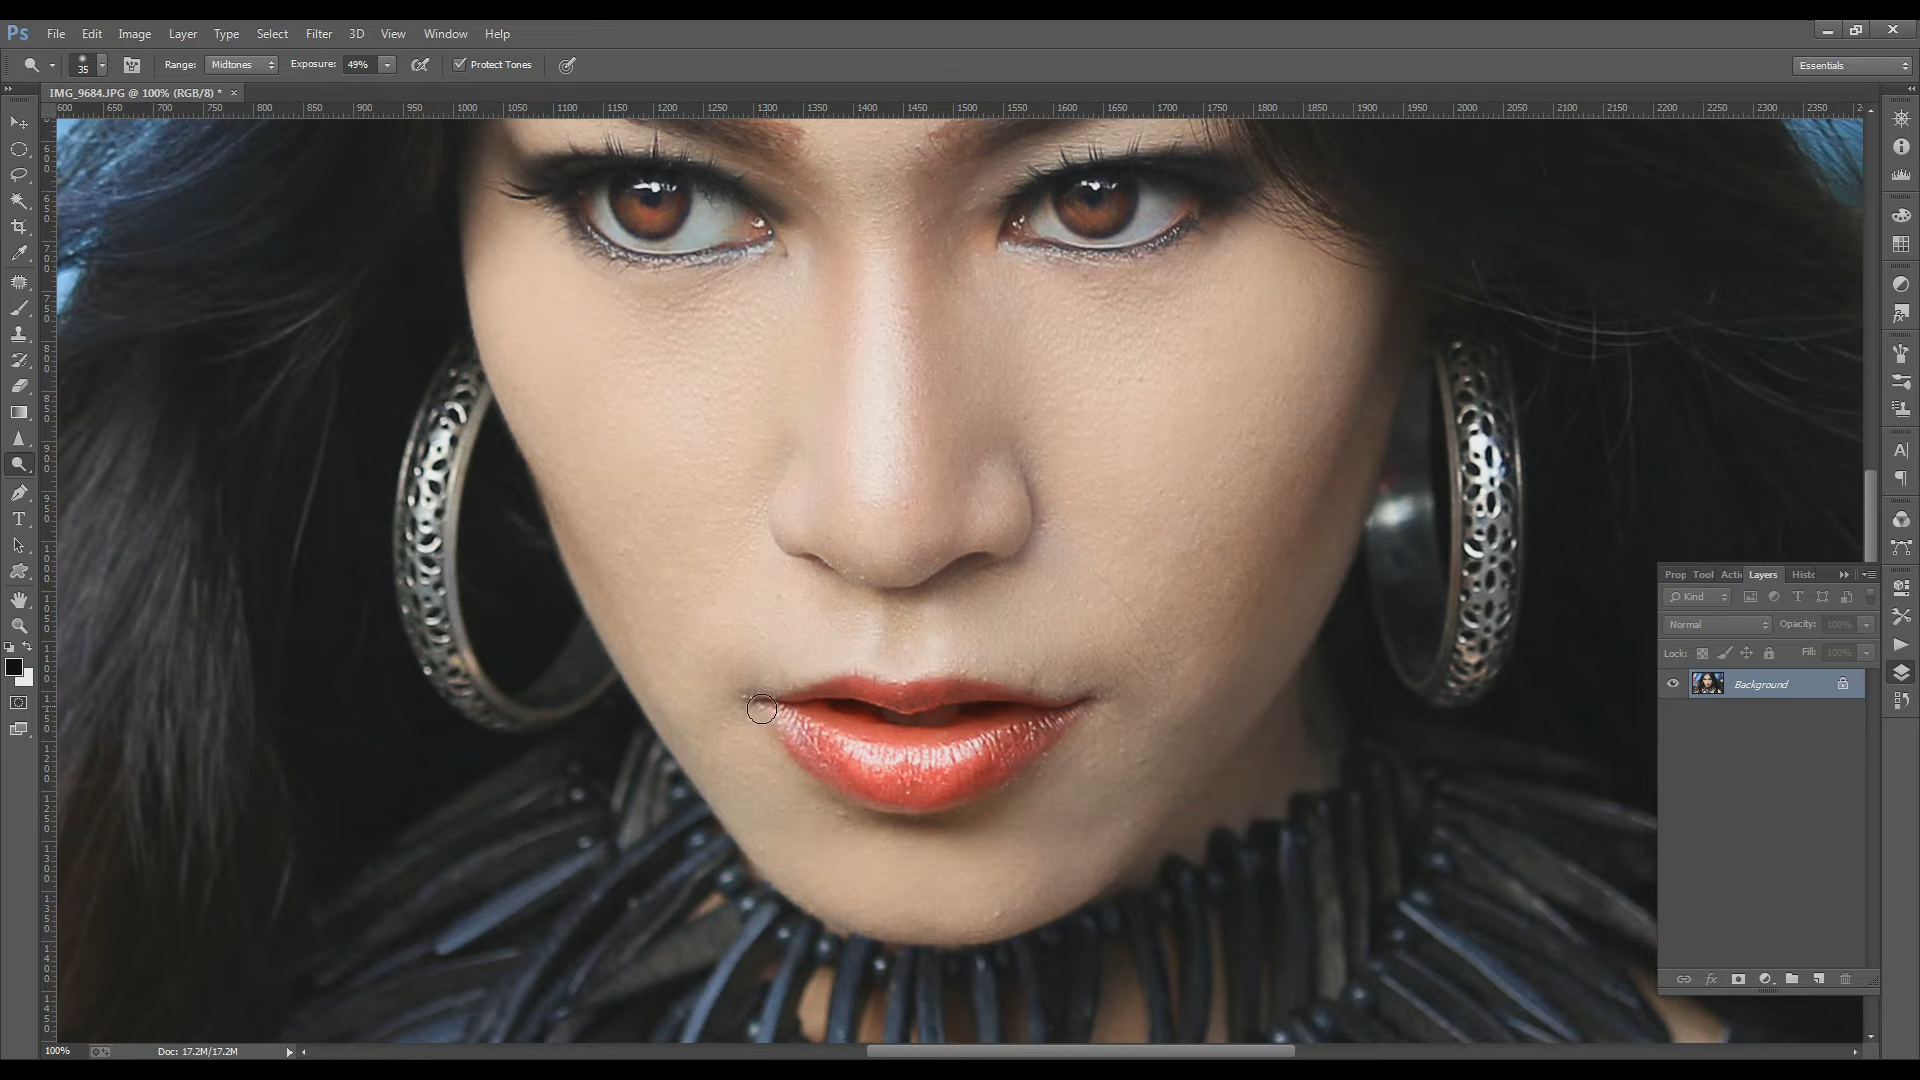 Ps File Edit Image Layer Type Select Filter 3D View Window Help
35 Range: Midtones Exposure: 49% Protect Tones Essentials
IMG_9684.JPG @ 100% (RGB/8) * ×
600 650 700 750 800 850 900 950 1000 1050 1100 1150 1200 1250 1300 1350 1400 1450 1500 1550 1600 1650 1700 1750 1800 1850 1900 1950 2000 2050 2100 2150 2200 2250 2300 2350
Prop Tool Acti Layers Histo
Kind
Normal Opacity: 100%
Lock: Fill: 100%
Background
100% Doc: 17.2M/17.2M